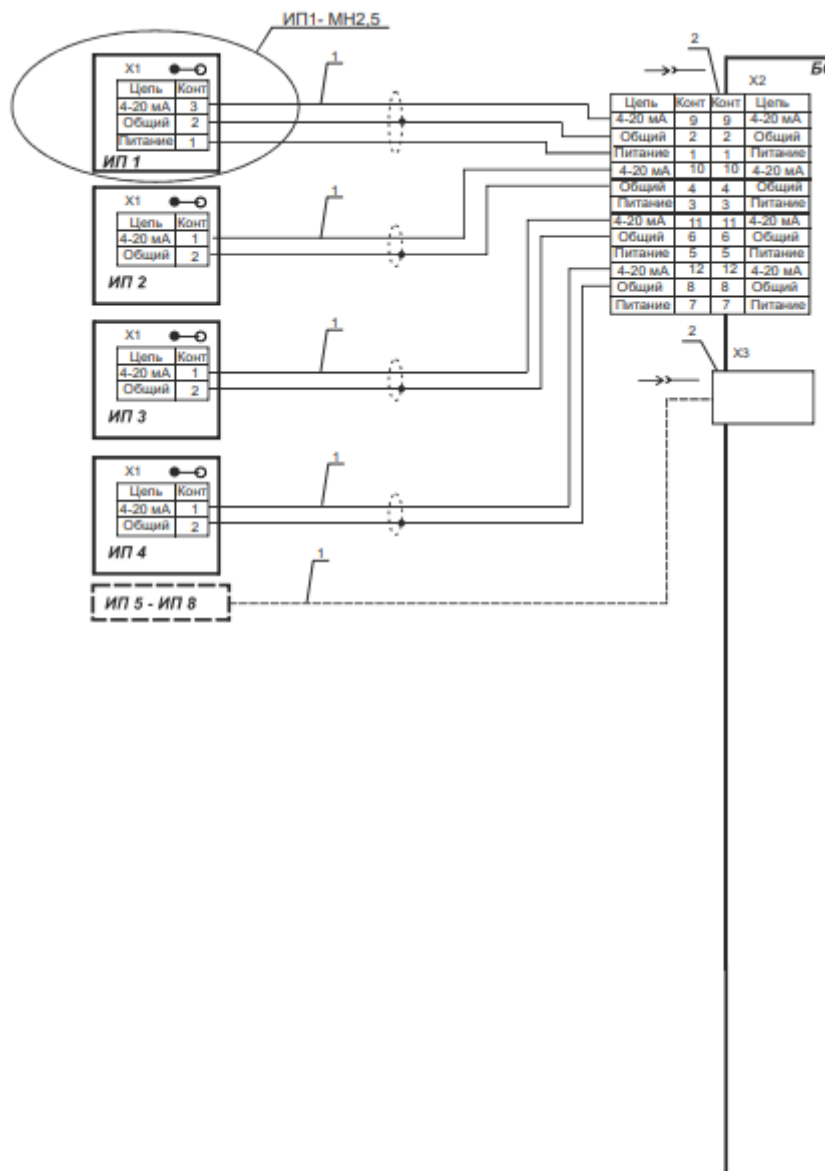 ИП1- МН2,5
1
2
Б
X1
X2
Цепь Конт
4-20 мА 3
Общий 2
Питание 1
ИП 1
Цепь Конт Конт Цепь
4-20 мА 9 9 4-20 мА
Общий 2 2 Общий
Питание 1 1 Питание
4-20 мА 10 10 4-20 мА
Общий 4 4 Общий
Питание 3 3 Питание
4-20 мА 11 11 4-20 мА
Общий 6 6 Общий
Питание 5 5 Питание
4-20 мА 12 12 4-20 мА
Общий 8 8 Общий
Питание 7 7 Питание
X1
1
Цепь Конт
4-20 мА 1
Общий 2
ИП 2
X1
1
Цепь Конт
4-20 мА 1
Общий 2
ИП 3
2
X3
X1
1
Цепь Конт
4-20 мА 1
Общий 2
ИП 4
1
ИП 5 - ИП 8